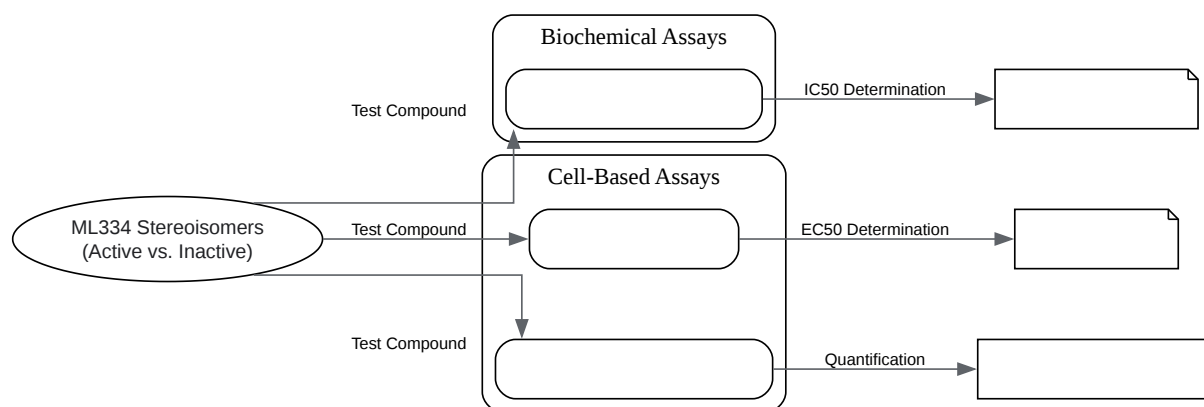 Biochemical Assays
IC50 Determination
Test Compound
Cell-Based Assays
ML334 Stereoisomers
(Active vs. Inactive)
Test Compound
EC50 Determination
Test Compound
Quantification